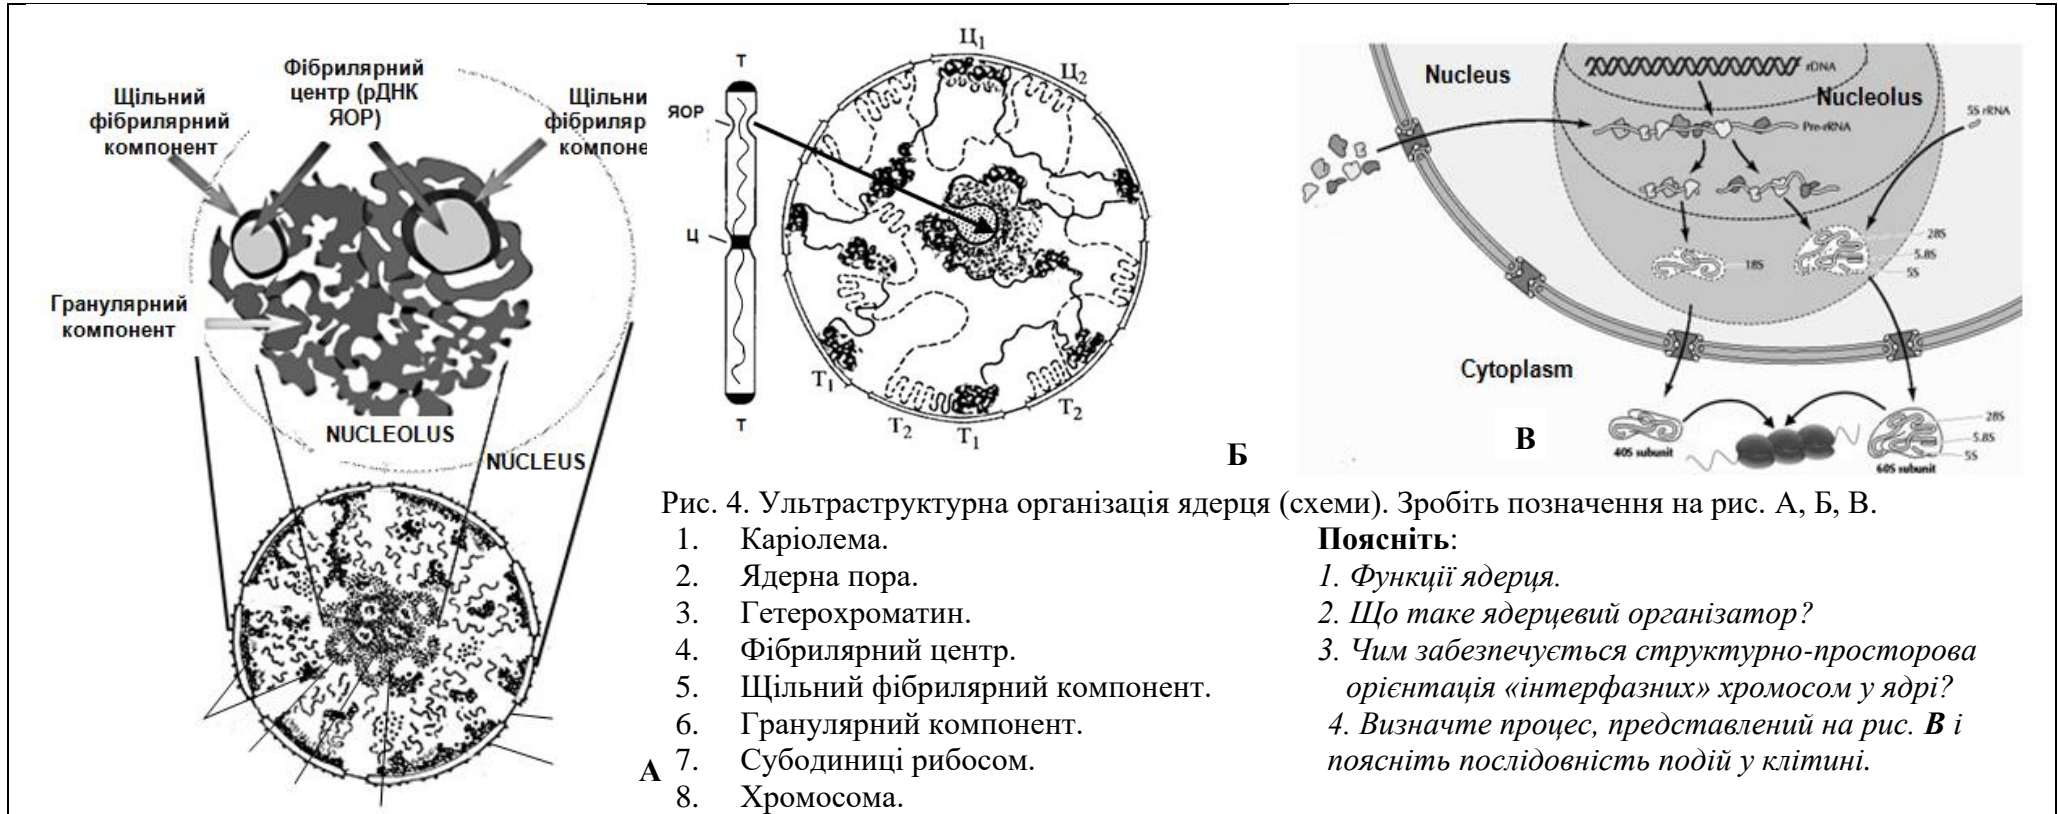 Фібрилярний
центр (рДНК
ЯОР)
Щільний
фібрилярний
компонент
Щільни
фібриляр
компоне
Гранулярний
компонент
NUCLEOLUS
NUCLEUS
А
Т
ЯОР
Ц
Т
Ц1
Ц2
Т1
Т2
Т1
Т2
Б
Nucleus
rDNA
Nucleolus
5S rRNA
Pre-rRNA
28S
5.8S
5S
18S
Cytoplasm
В
40S subunit
28S
5.8S
5S
60S subunit
Рис. 4. Ультраструктурна організація ядерця (схеми). Зробіть позначення на рис. А, Б, В.
1. Каріолема.
2. Ядерна пора.
3. Гетерохроматин.
4. Фібрилярний центр.
5. Щільний фібрилярний компонент.
6. Гранулярний компонент.
7. Субодиниці рибосом.
8. Хромосома.
Поясніть:
1. Функції ядерця.
2. Що таке ядерцевий організатор?
3. Чим забезпечується структурно-просторова
орієнтація «інтерфазних» хромосом у ядрі?
4. Визначте процес, представлений на рис. В і
поясніть послідовність подій у клітині.